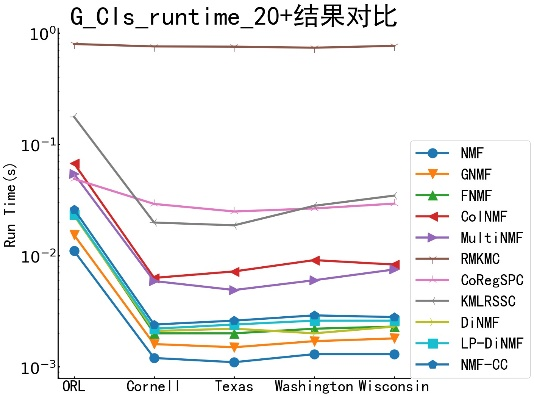 G_Cls_runtime_20+结果对比
10⁰
10⁻¹
10⁻²
10⁻³
Run Time(s)
ORL Cornell Texas Washington Wisconsin
NMF
GNMF
FNMF
ColNMF
MultiNMF
RMKMC
CoRegSPC
KMLRSSC
DiNMF
LP-DiNMF
NMF-CC